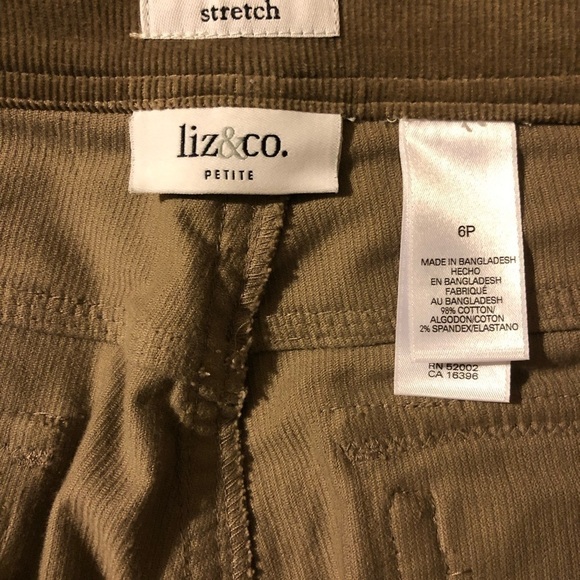 stretch
liz&co.
PETITE
6P
MADE IN BANGLADESH
HECHO
EN BANGLADESH
FABRIQUÉ
AU BANGLADESH
98% COTTON/
ALGODON/COTON
2% SPANDEX/ELASTANO
RN 52002
CA 16396